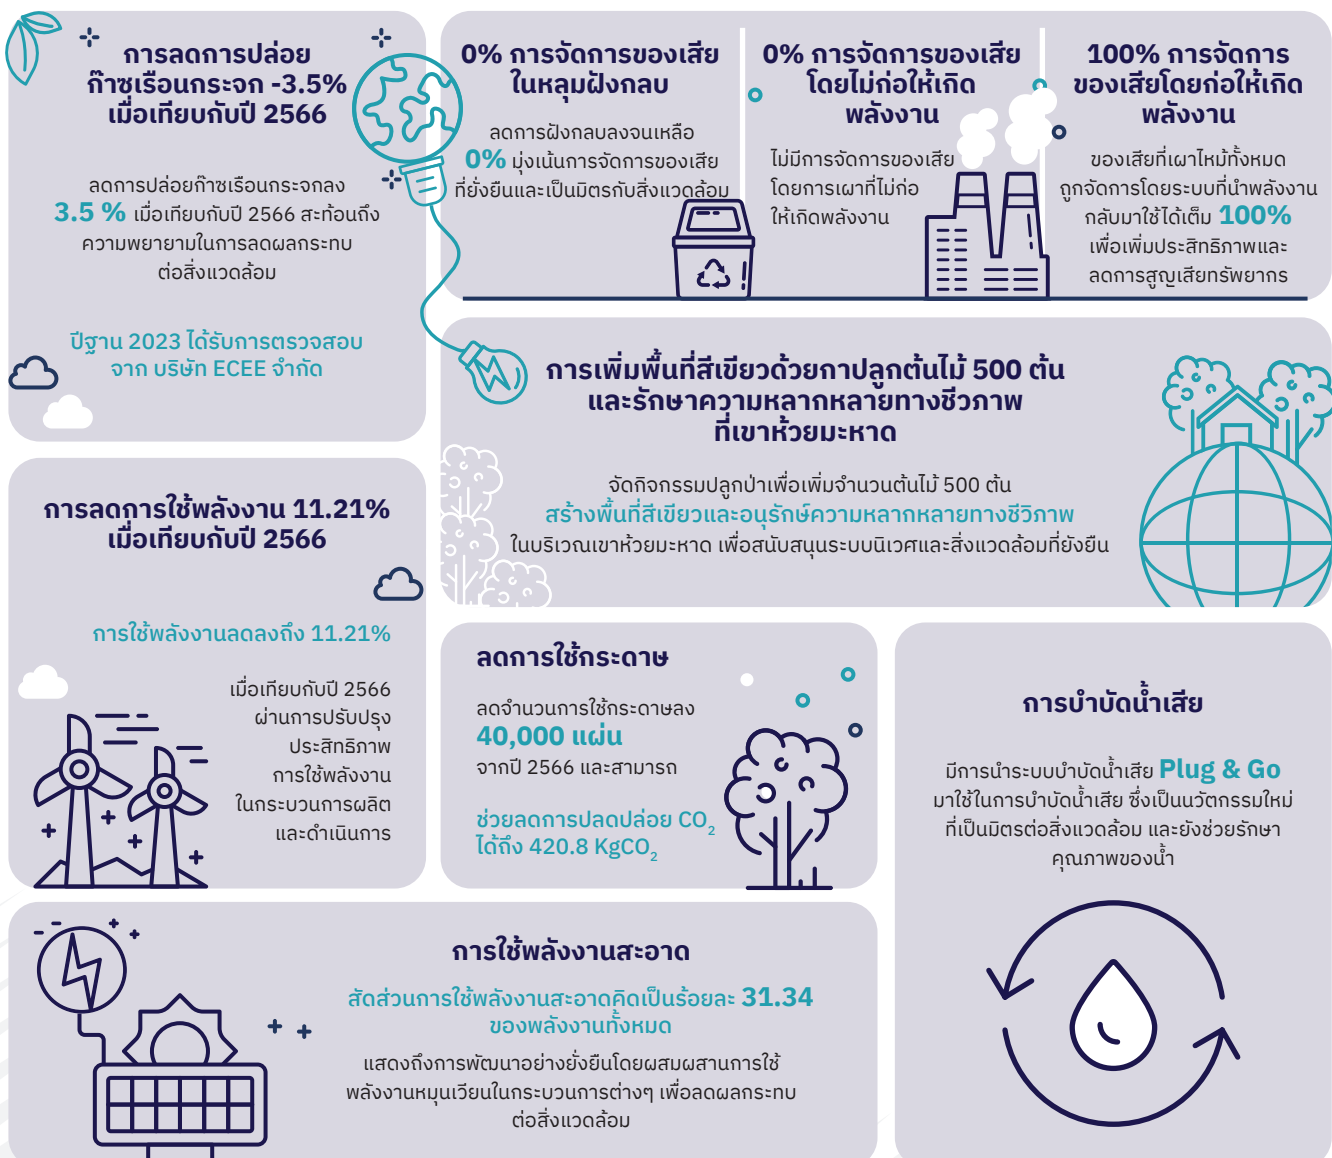 การลดการปล่อย
ก๊าซเรือนกระจก -3.5%
เมื่อเทียบกับปี 2566
ลดการปล่อยก๊าซเรือนกระจกลง
3.5 % เมื่อเทียบกับปี 2566 สะท้อนถึง
ความพยายามในการลดผลกระทบ
ต่อสิ่งแวดล้อม
ปีฐาน 2023 ได้รับการตรวจสอบ
จาก บริษัท ECEE จำกัด
0% การจัดการของเสีย
ในหลุมฝังกลบ
ลดการฝังกลบลงจนเหลือ
0% มุ่งเน้นการจัดการของเสีย
ที่ยั่งยืนและเป็นมิตรกับสิ่งแวดล้อม
0% การจัดการของเสีย
โดยไม่ก่อให้เกิด
พลังงาน
ไม่มีการจัดการของเสีย
โดยการเผาที่ไม่ก่อ
ให้เกิดพลังงาน
100% การจัดการ
ของเสียโดยก่อให้เกิด
พลังงาน
ของเสียที่เผาไหม้ทั้งหมด
ถูกจัดการโดยระบบที่นำพลังงาน
กลับมาใช้ได้เต็ม 100%
เพื่อเพิ่มประสิทธิภาพและ
ลดการสูญเสียทรัพยากร
การเพิ่มพื้นที่สีเขียวด้วยกาปลูกต้นไม้ 500 ต้น
และรักษาความหลากหลายทางชีวภาพ
ที่เขาห้วยมะหาด
จัดกิจกรรมปลูกป่าเพื่อเพิ่มจำนวนต้นไม้ 500 ต้น
สร้างพื้นที่สีเขียวและอนุรักษ์ความหลากหลายทางชีวิภาพ
ในบริเวณเขาห้วยมะหาด เพื่อสนับสนุนระบบนิเวศและสิ่งแวดล้อมที่ยั่งยืน
การลดการใช้พลังงาน 11.21%
เมื่อเทียบกับปี 2566
การใช้พลังงานลดลงถึง 11.21%
เมื่อเทียบกับปี 2566
ผ่านการปรับปรุง
ประสิทธิภาพ
การใช้พลังงาน
ในกระบวนการผลิต
และดำเนินการ
ลดการใช้กระดาษ
ลดจำนวนการใช้กระดาษลง
40,000 แผ่น
จากปี 2566 และสามารถ
ช่วยลดการปลดปล่อย CO₂
ได้ถึง 420.8 KgCO₂
การบำบัดน้ำเสีย
มีการนำระบบบำบัดน้ำเสีย Plug & Go
มาใช้ในการบำบัดน้ำเสีย ซึ่งเป็นนวัตกรรมใหม่
ที่เป็นมิตรต่อสิ่งแวดล้อม และยังช่วยรักษา
คุณภาพของน้ำ
การใช้พลังงานสะอาด
สัดส่วนการใช้พลังงานสะอาดคิดเป็นร้อยละ 31.34
ของพลังงานทั้งหมด
แสดงถึงการพัฒนาอย่างยั่งยืนโดยผสมผสานการใช้
พลังงานหมุนเวียนในกระบวนการต่างๆ เพื่อลดผลกระทบ
ต่อสิ่งแวดล้อม